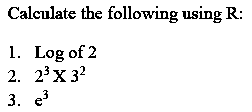 Calculate the following using R:
1. Log of 2
2. 2³ X 3²
3. e³